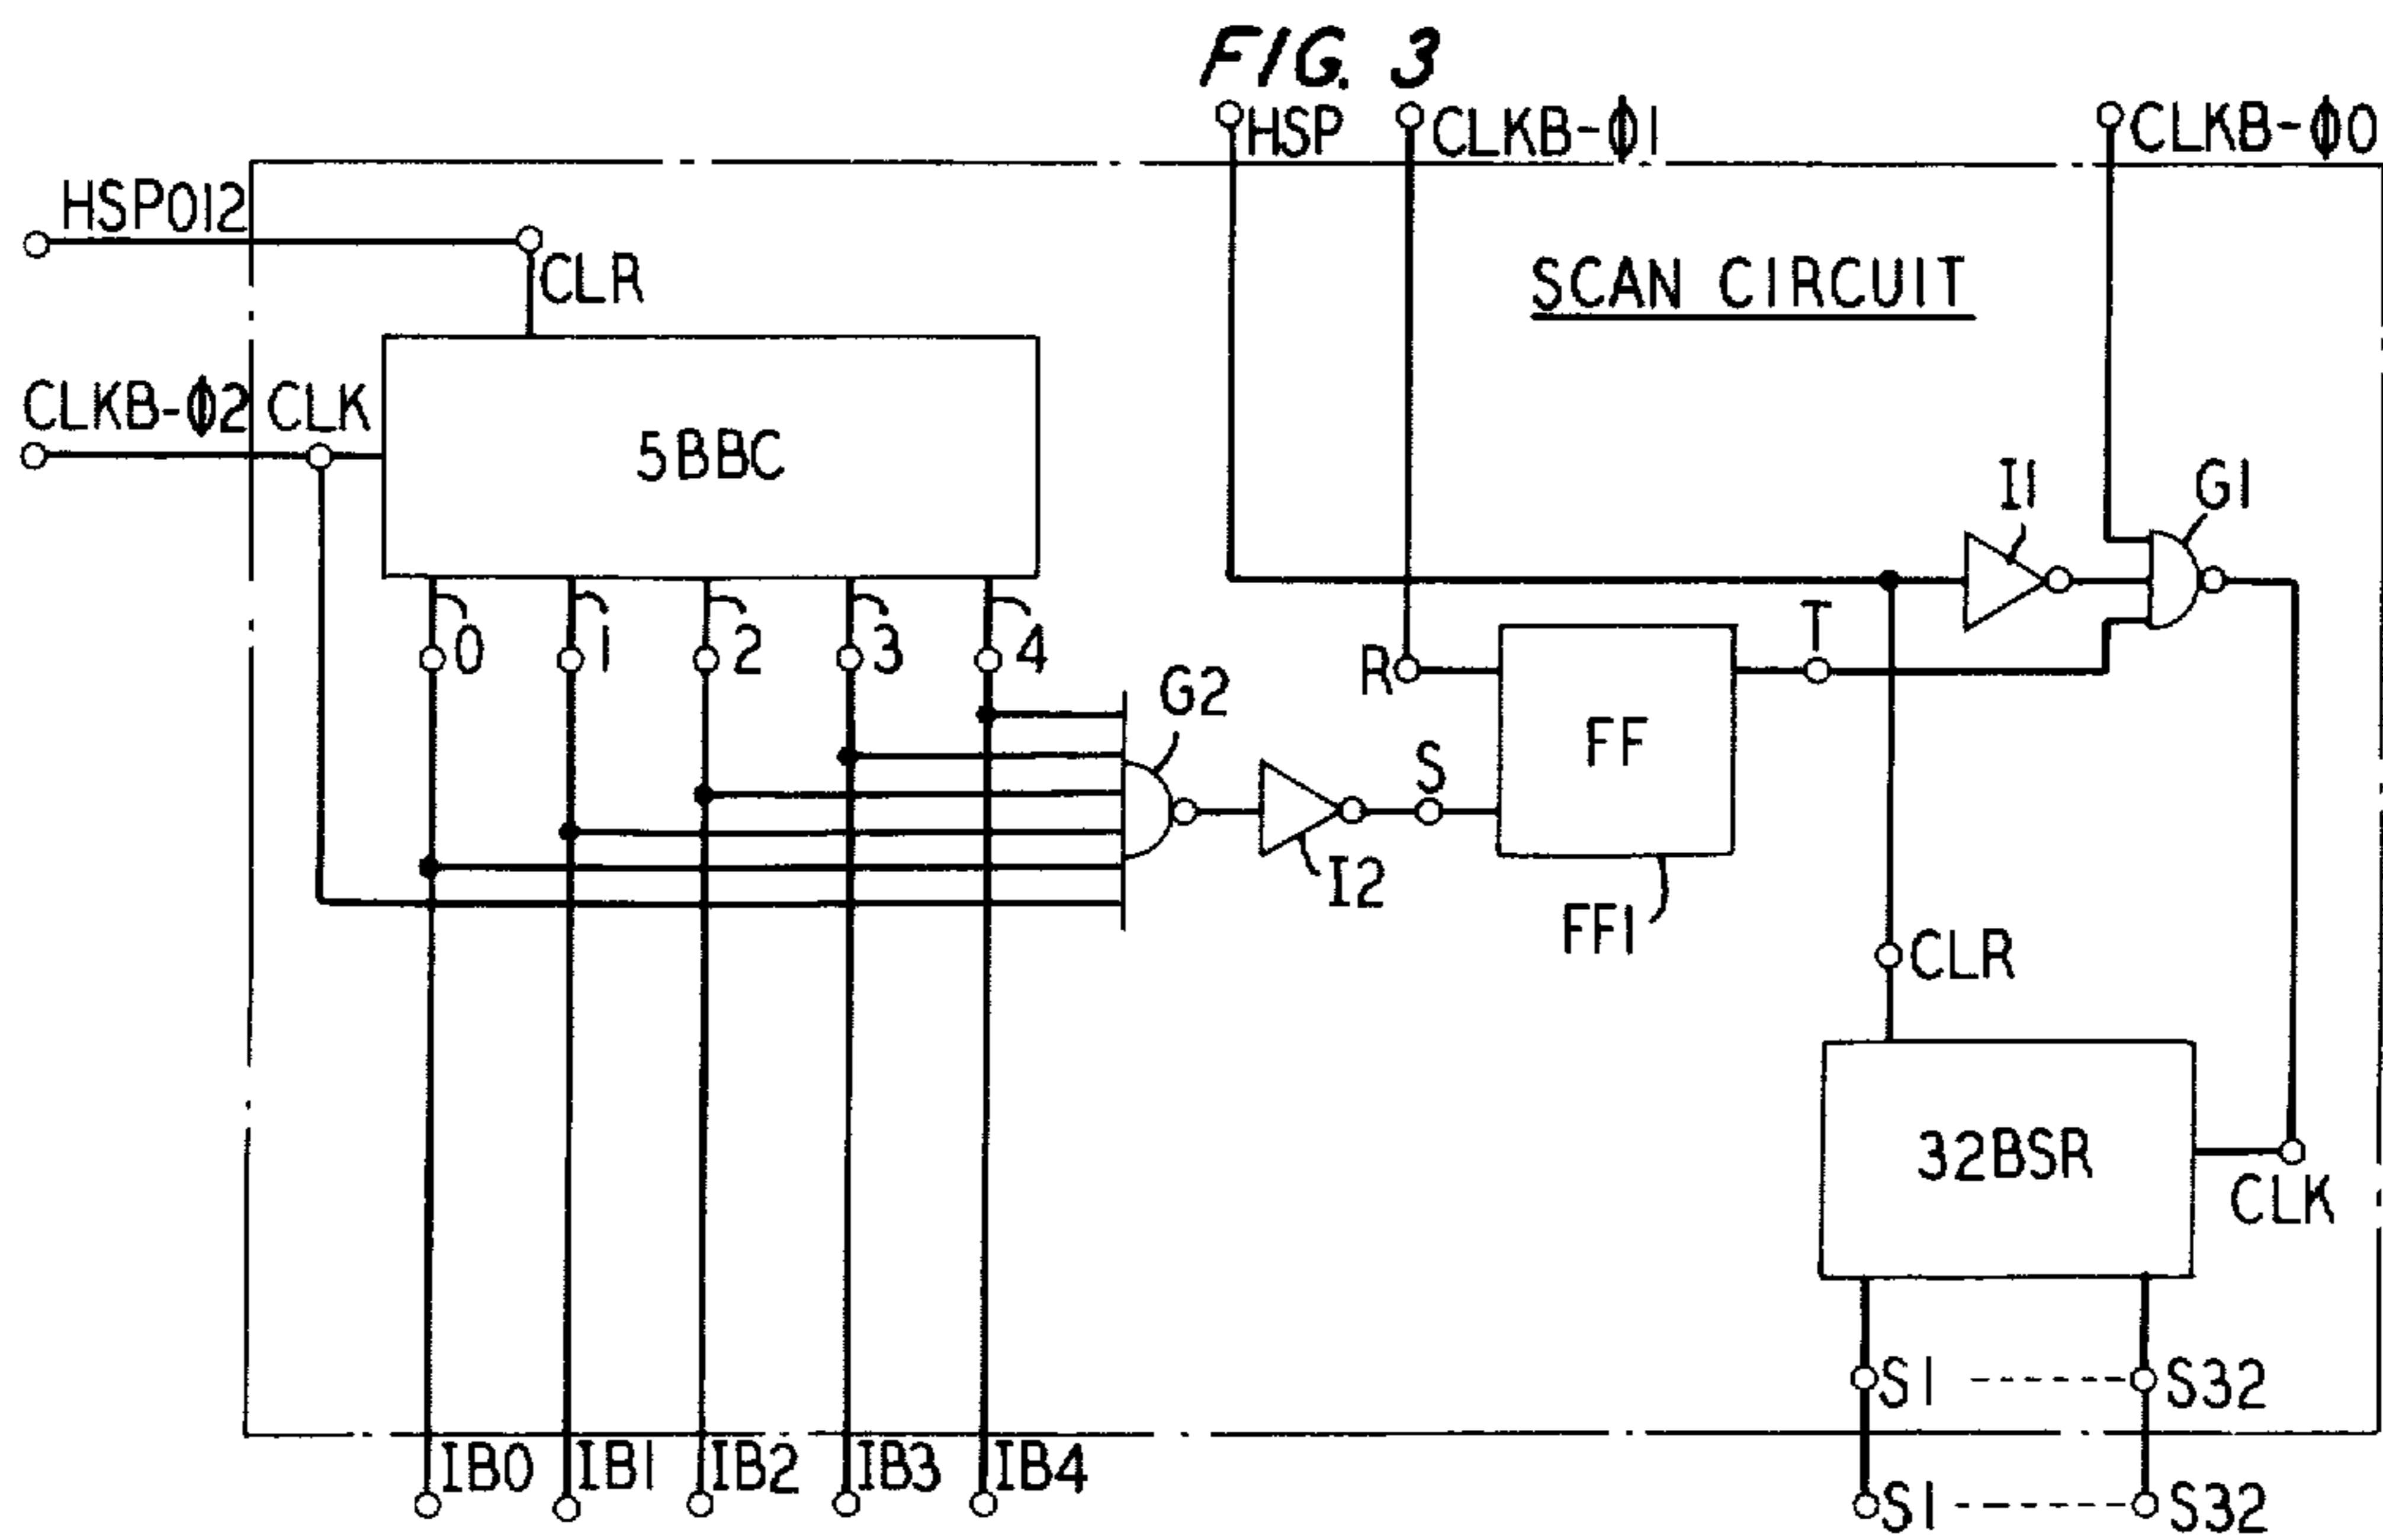 FIG. 3
HSP
CLKB-Φ1
CLKB-Φ0
HSP012
CLR
SCAN CIRCUIT
CLKB-Φ2
CLK
5BBC
I1
G1
0
1
2
3
4
G2
R
T
FF
S
I2
FF1
CLR
32BSR
CLK
S1
S32
IB0
IB1
IB2
IB3
IB4
S1
S32